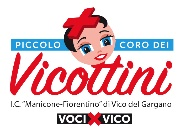 PICCOLO CORO DEI
Vicottini
I.C. "Manicone-Fiorentino" di Vico del Gargano
VOCI X VICO